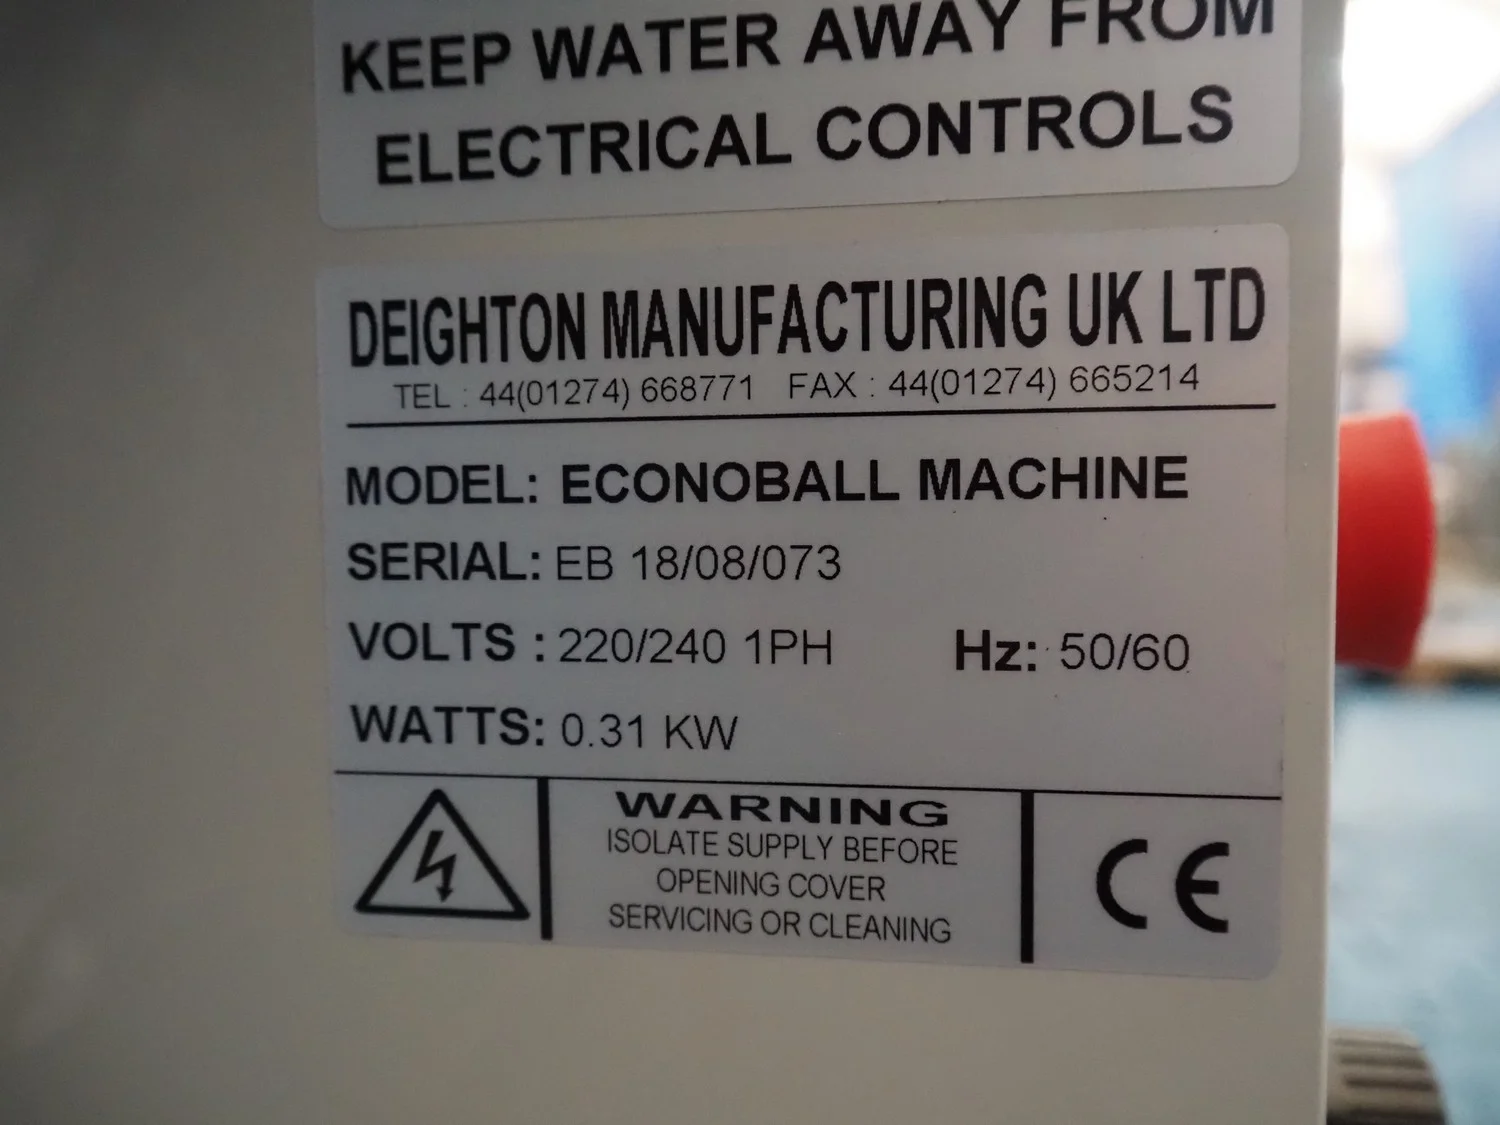 KEEP WATER AWAY FROM
ELECTRICAL CONTROLS
DEIGHTON MANUFACTURING UK LTD
TEL : 44(01274) 668771 FAX : 44(01274) 665214
MODEL: ECONOBALL MACHINE
SERIAL: EB 18/08/073
VOLTS : 220/240 1PH Hz: 50/60
WATTS: 0.31 KW
WARNING
ISOLATE SUPPLY BEFORE
OPENING COVER
SERVICING OR CLEANING
CE